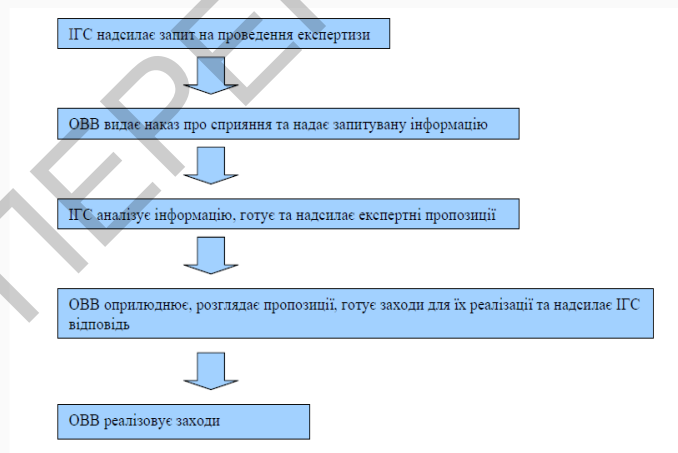 ІГС надсилає запит на проведення експертизи
ОВВ видає наказ про сприяння та надає запитувану інформацію
ІГС аналізує інформацію, готує та надсилає експертні пропозиції
ОВВ оприлюднює, розглядає пропозиції, готує заходи для їх реалізації та надсилає ІГС
відповідь
ОВВ реалізовує заходи